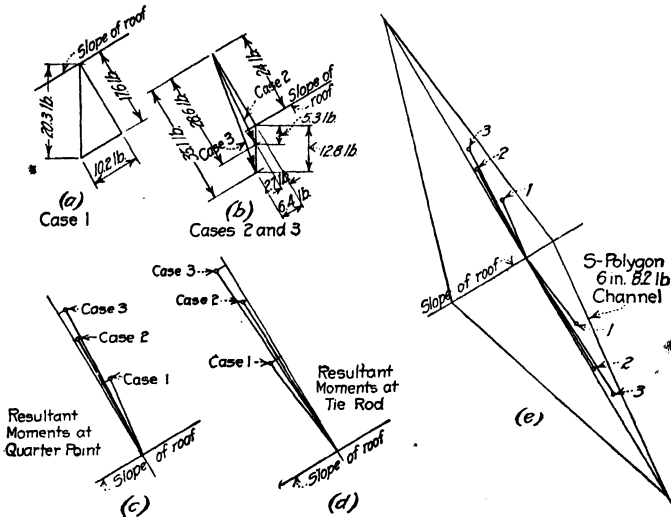 Slope of roof
20.3 lb.
17.6 lb.
10.2 lb.
(a)
Case 1
24 lb.
Case 2
Slope of
roof
28.6 lb.
35.1 lb.
Case 3
5.3 lb.
12.8 lb.
2.7 lb.
6.4 lb.
(b)
Cases 2 and 3
Case 3
Case 2
Case 1
Resultant
Moments at
Quarter Point
Slope of roof
(c)
Case 3
Case 2
Case 1
Resultant
Moments at
Tie Rod
Slope of roof
(d)
3
2
1
Slope of roof
S-Polygon
6 in. 8.2 lb
Channel
1
2
3
(e)